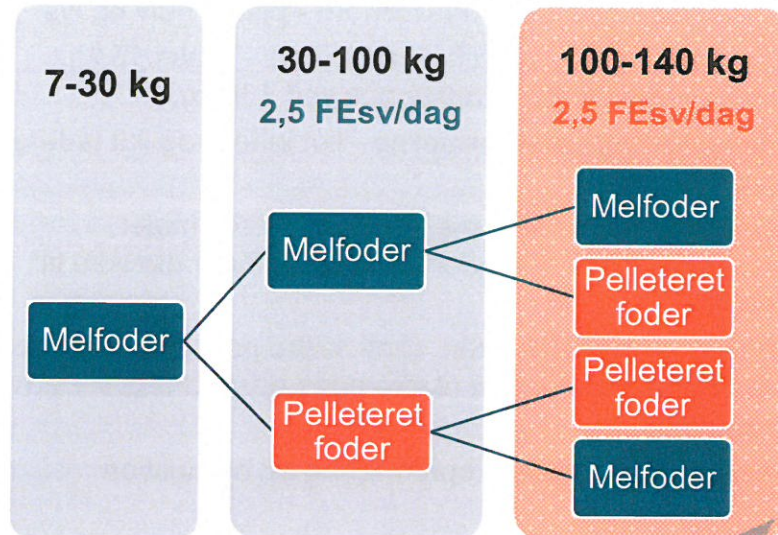 7-30 kg
30-100 kg
2,5 FEsv/dag
100-140 kg
2,5 FEsv/dag
Melfoder
Melfoder
Pelleteret
foder
Melfoder
Pelleteret
foder
Pelleteret
foder
Melfoder